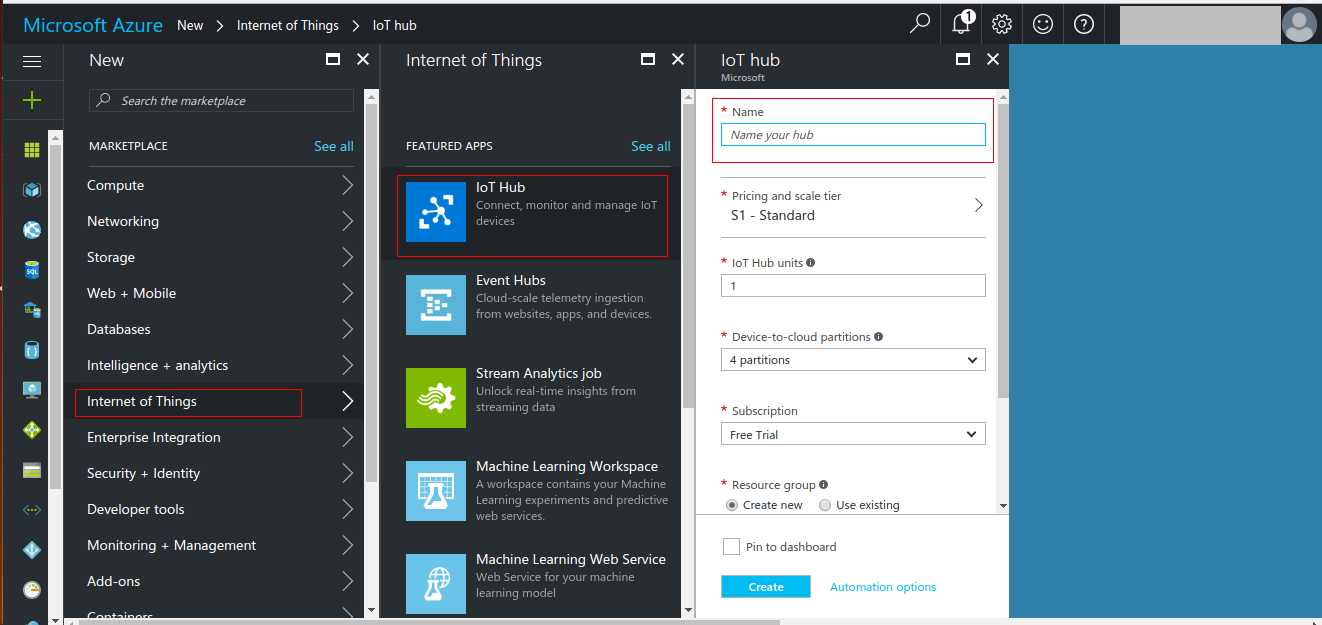 Microsoft Azure New > Internet of Things > IoT hub
1
New
Search the marketplace
MARKETPLACE See all
Compute
Networking
Storage
Web + Mobile
Databases
Intelligence + analytics
Internet of Things
Enterprise Integration
Security + Identity
Developer tools
Monitoring + Management
Add-ons
Containers
Internet of Things
FEATURED APPS See all
IoT Hub
Connect, monitor and manage IoT
devices
Event Hubs
Cloud-scale telemetry ingestion
from websites, apps, and devices.
Stream Analytics job
Unlock real-time insights from
streaming data
Machine Learning Workspace
A workspace contains your Machine
Learning experiments and predictive
web services.
Machine Learning Web Service
Web Service for your machine
learning model
IoT hub
Microsoft
* Name
Name your hub
* Pricing and scale tier
S1 - Standard
* IoT Hub units
1
* Device-to-cloud partitions
4 partitions
* Subscription
Free Trial
* Resource group
Create new Use existing
Pin to dashboard
Create Automation options
SQL